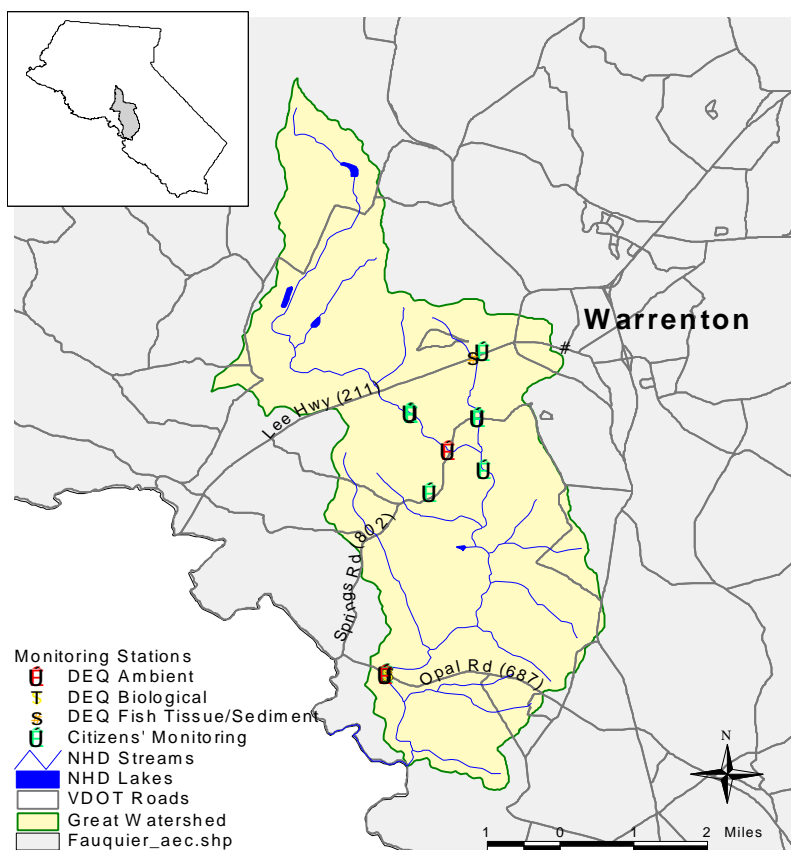 Warrenton
#
S
Lee Hwy (211)
Springs Rd (802)
Opal Rd (687)
Monitoring Stations
DEQ Ambient
T DEQ Biological
S DEQ Fish Tissue/Sediment
Ú Citizens' Monitoring
NHD Streams
NHD Lakes
VDOT Roads
Great Watershed
Fauquier_aec.shp
N
1 0 1 2 Miles